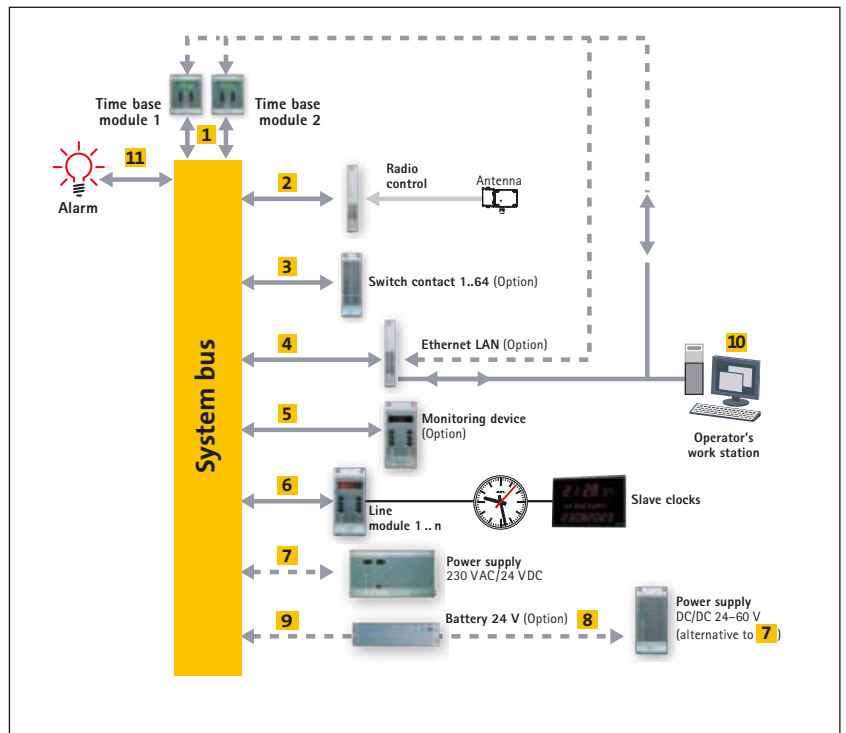 Time base
module 1
Time base
module 2
1
11
Alarm
System bus
2
Radio
control
Antenna
3
Switch contact 1..64 (Option)
4
Ethernet LAN (Option)
10
Operator's
work station
5
Monitoring device
(Option)
6
Line
module 1 .. n
21:28
Slave clocks
7
Power supply
230 VAC/24 VDC
9
Battery 24 V (Option)
8
Power supply
DC/DC 24–60 V
(alternative to 7)